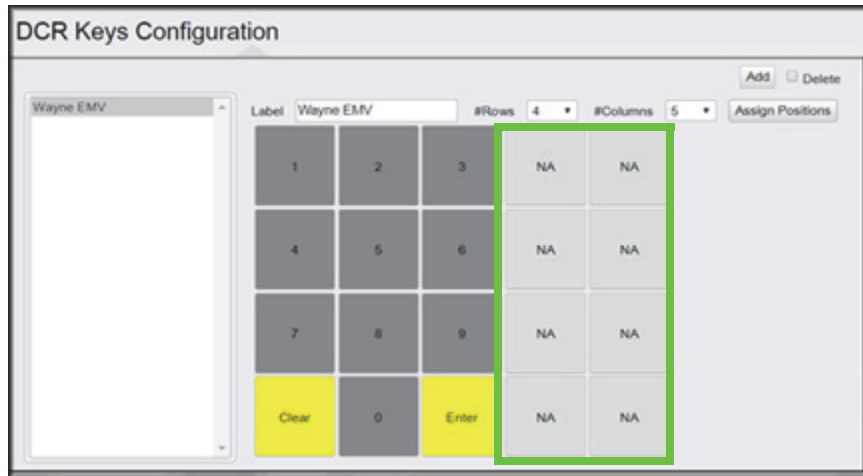 DCR Keys Configuration
Add Delete
Wayne EMV Label Wayne EMV #Rows 4 #Columns 5 Assign Positions
1 2 3 NA NA
4 5 6 NA NA
7 8 9 NA NA
Clear 0 Enter NA NA